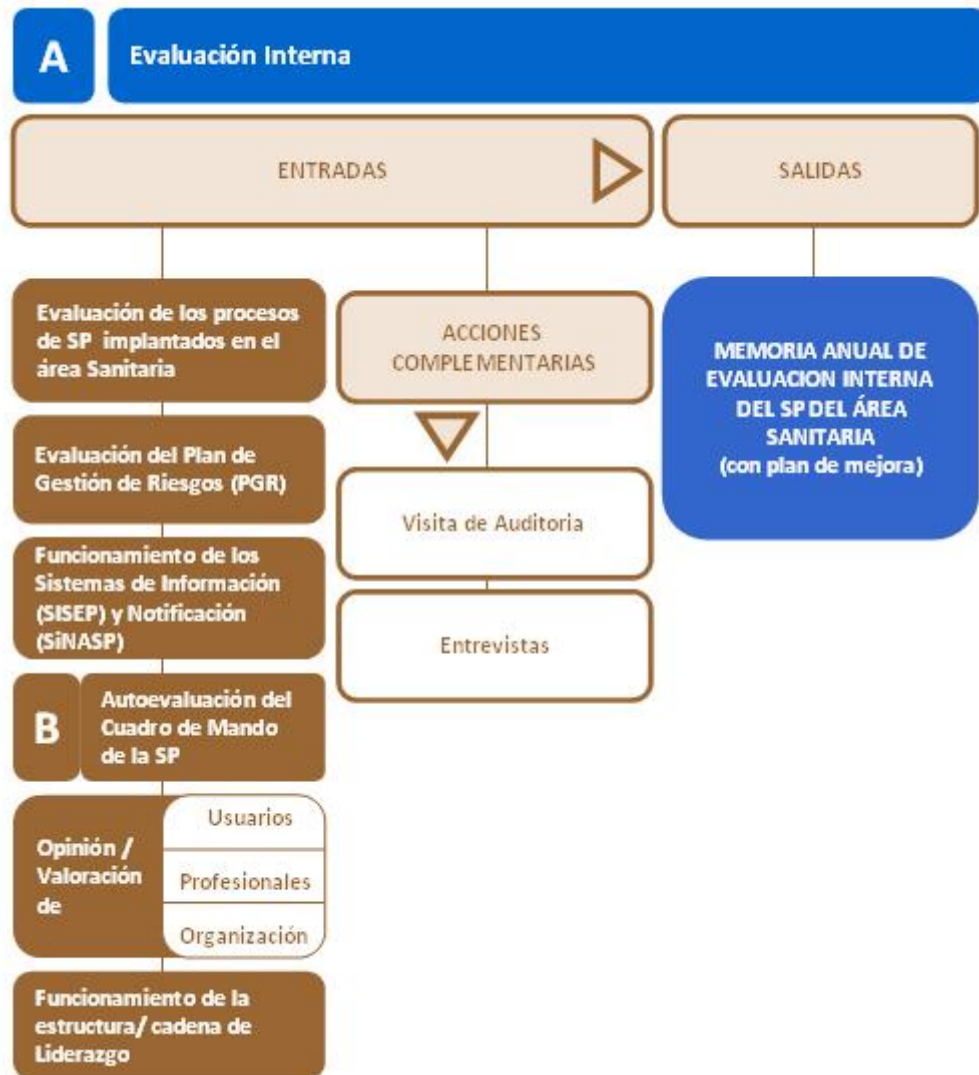 A
Evaluación Interna
ENTRADAS
SALIDAS
Evaluación de los procesos
de SP implantados en el
área Sanitaria
Evaluación del Plan de
Gestión de Riesgos (PGR)
Funcionamiento de los
Sistemas de Información
(SISEP) y Notificación
(SiNASP)
B
Autoevaluación del
Cuadro de Mando
de la SP
Opinión /
Valoración
de
Usuarios
Profesionales
Organización
Funcionamiento de la
estructura/ cadena de
Liderazgo
ACCIONES
COMPLEMENTARIAS
Visita de Auditoria
Entrevistas
MEMORIA ANUAL DE
EVALUACION INTERNA
DEL SP DEL ÁREA
SANITARIA
(con plan de mejora)